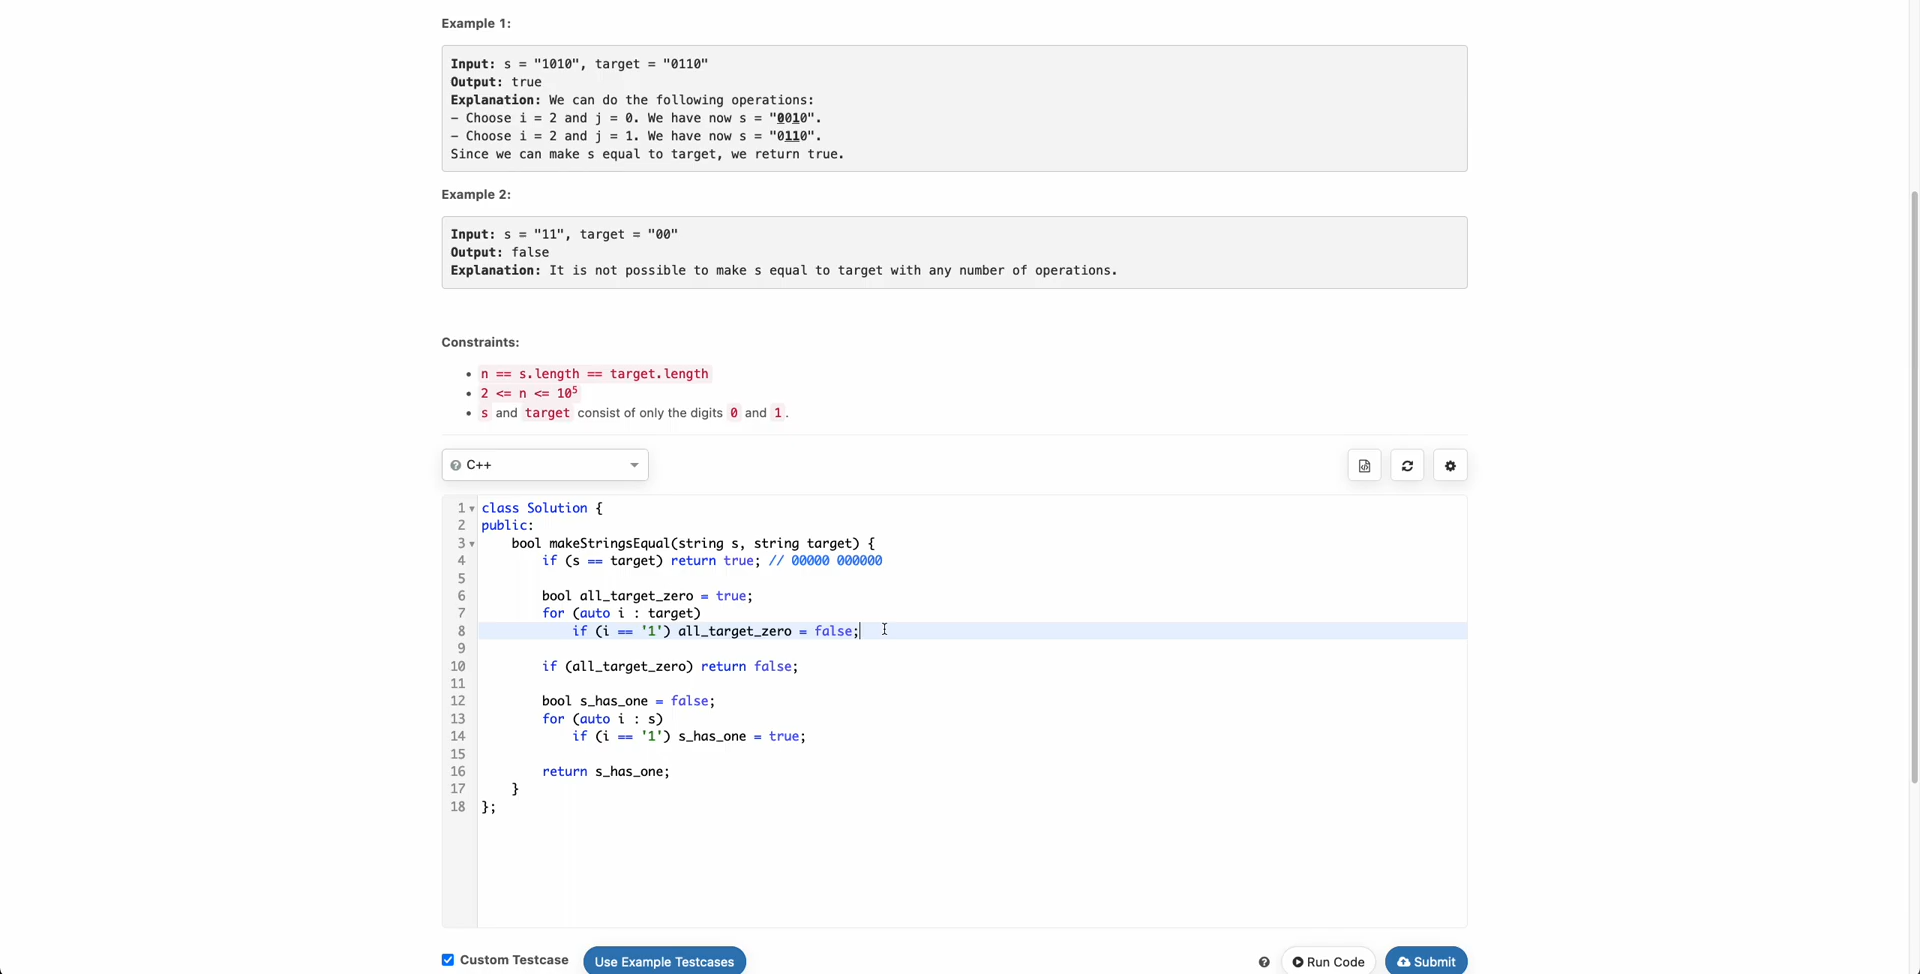 Example 1:
Input: s = "1010", target = "0110"
Output: true
Explanation: We can do the following operations:
- Choose i = 2 and j = 0. We have now s = "0010".
- Choose i = 2 and j = 1. We have now s = "0110".
Since we can make s equal to target, we return true.
Example 2:
Input: s = "11", target = "00"
Output: false
Explanation: It is not possible to make s equal to target with any number of operations.
Constraints:
• n == s.length == target.length
• 2 <= n <= 10⁵
• s and target consist of only the digits 0 and 1.
C++
1 class Solution {
2 public:
3     bool makeStringsEqual(string s, string target) {
4         if (s == target) return true; // 00000 000000
5
6         bool all_target_zero = true;
7         for (auto i : target)
8             if (i == '1') all_target_zero = false;
9
10         if (all_target_zero) return false;
11
12         bool s_has_one = false;
13         for (auto i : s)
14             if (i == '1') s_has_one = true;
15
16         return s_has_one;
17     }
18 };
Custom Testcase Use Example Testcases ? Run Code Submit